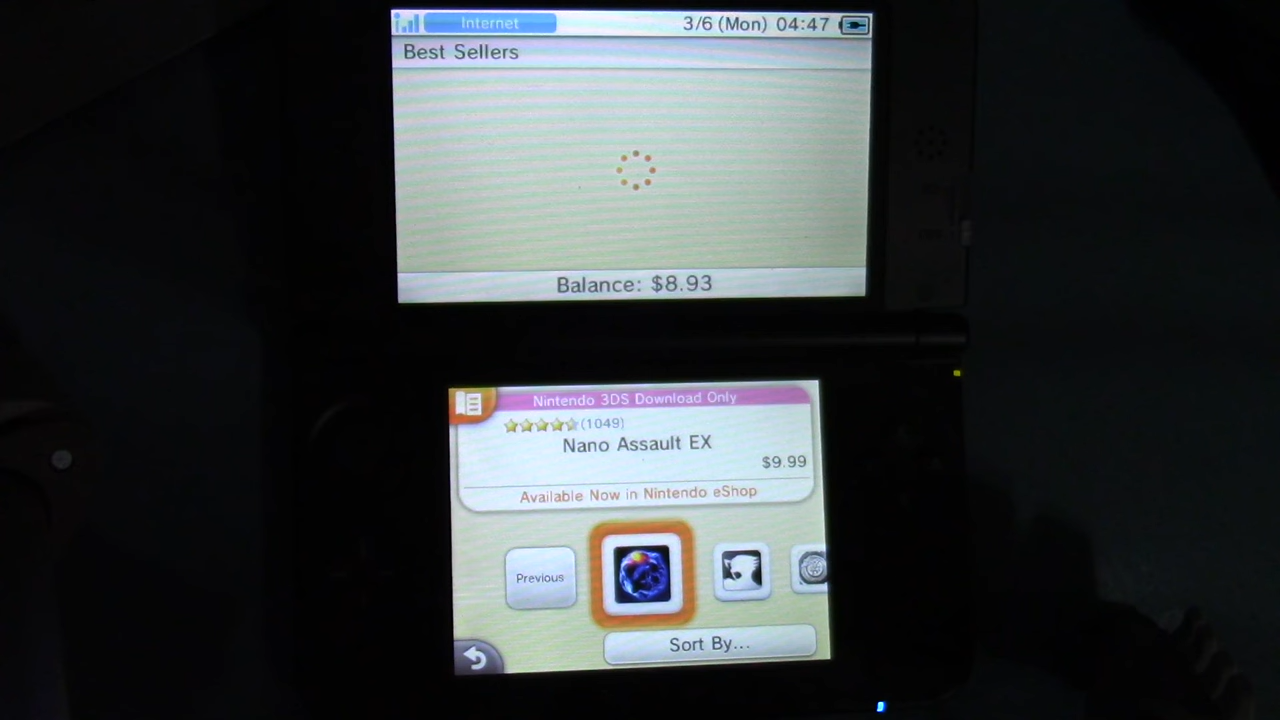 Internet
3/6 (Mon) 04:47
Best Sellers
Balance: $8.93
Nintendo 3DS Download Only
(1049)
Nano Assault EX
$9.99
Available Now in Nintendo eShop
Previous
Sort By...